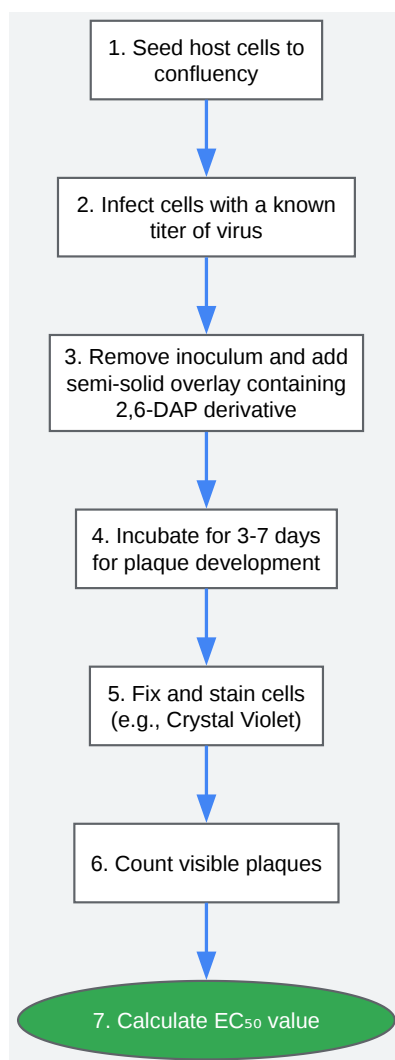 1. Seed host cells to
confluency
2. Infect cells with a known
titer of virus
3. Remove inoculum and add
semi-solid overlay containing
2,6-DAP derivative
4. Incubate for 3-7 days
for plaque development
5. Fix and stain cells
(e.g., Crystal Violet)
6. Count visible plaques
7. Calculate EC₅₀ value